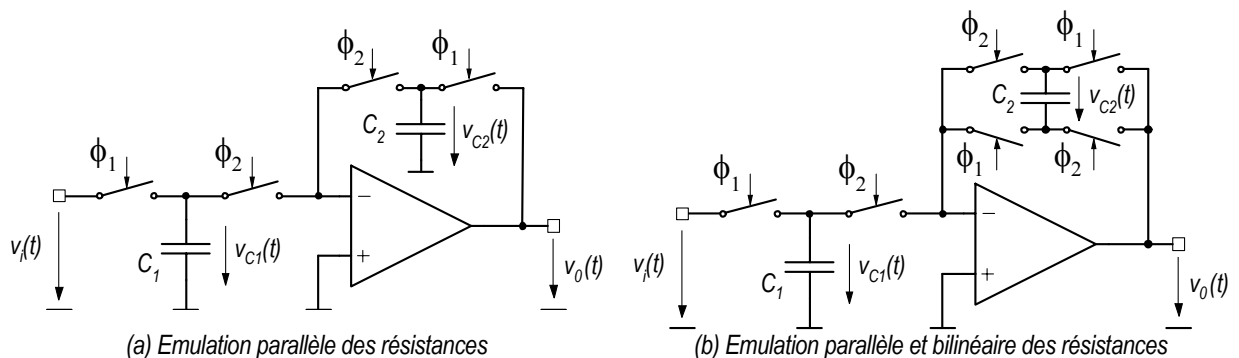 ϕ2
ϕ1
C2
vC2(t)
ϕ1
ϕ2
vi(t)
C1
vC1(t)
−
+
v0(t)
(a) Emulation parallèle des résistances
ϕ2
ϕ1
C2
vC2(t)
ϕ1
ϕ2
ϕ1
ϕ2
vi(t)
C1
vC1(t)
−
+
v0(t)
(b) Emulation parallèle et bilinéaire des résistances